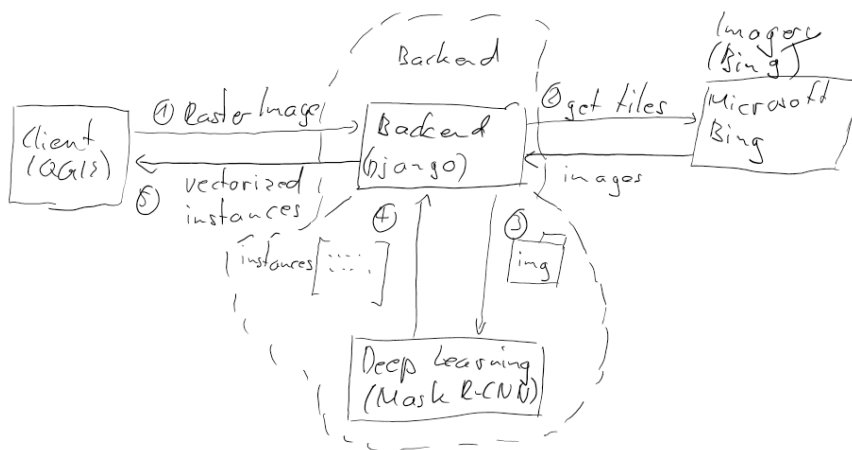 Backend
Imagery
(Bing)
① Raster Image
② get tiles
Client
(QGIS)
Backend
(Django)
Microsoft
Bing
⑤ vectorized
instances
images
④
③
instances
img
Deep Learning
(Mask R-CNN)